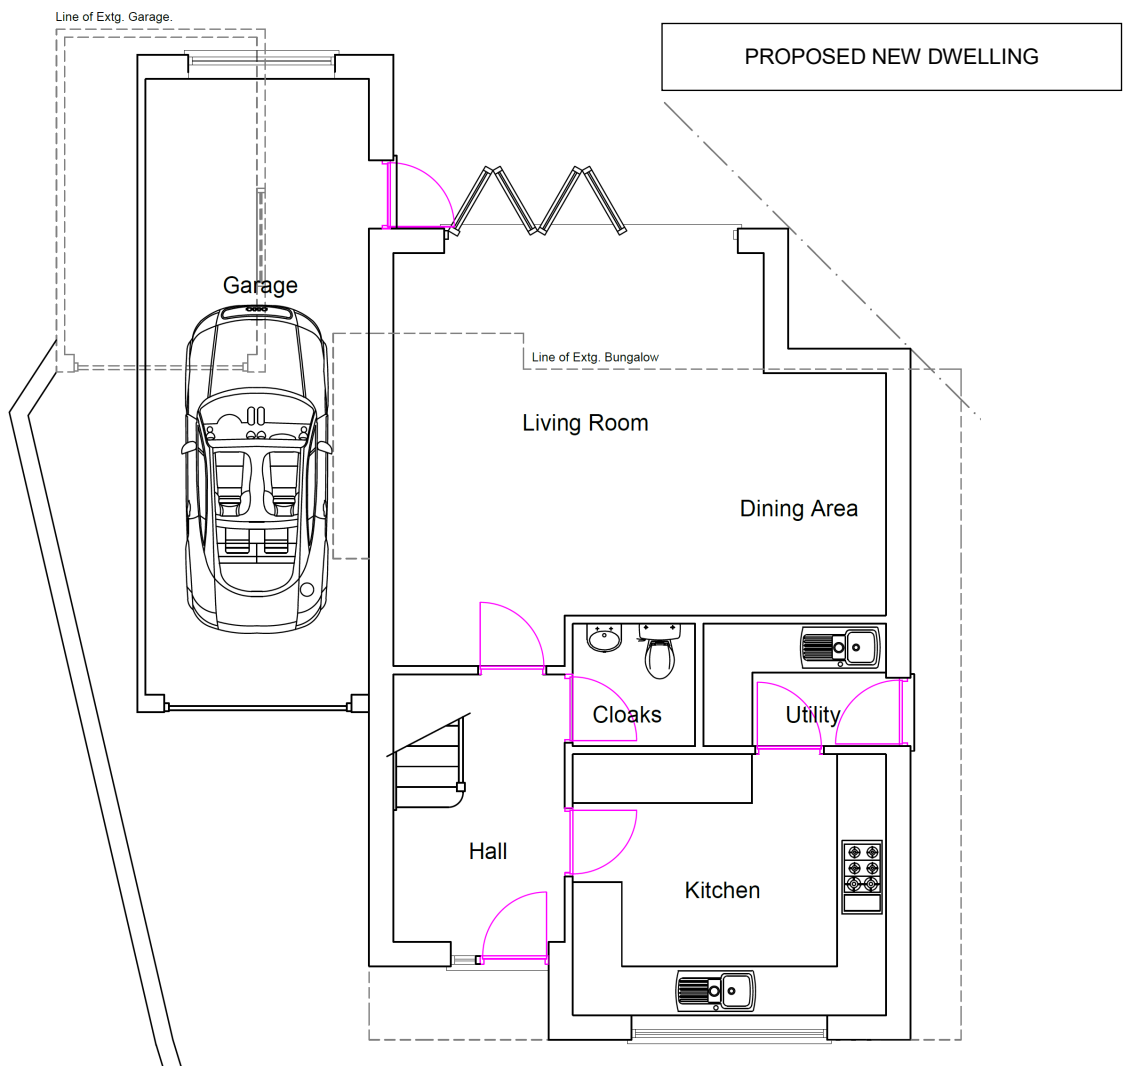 Line of Extg. Garage.
PROPOSED NEW DWELLING
Garage
Line of Extg. Bungalow
Living Room
Dining Area
Cloaks
Utility
Hall
Kitchen